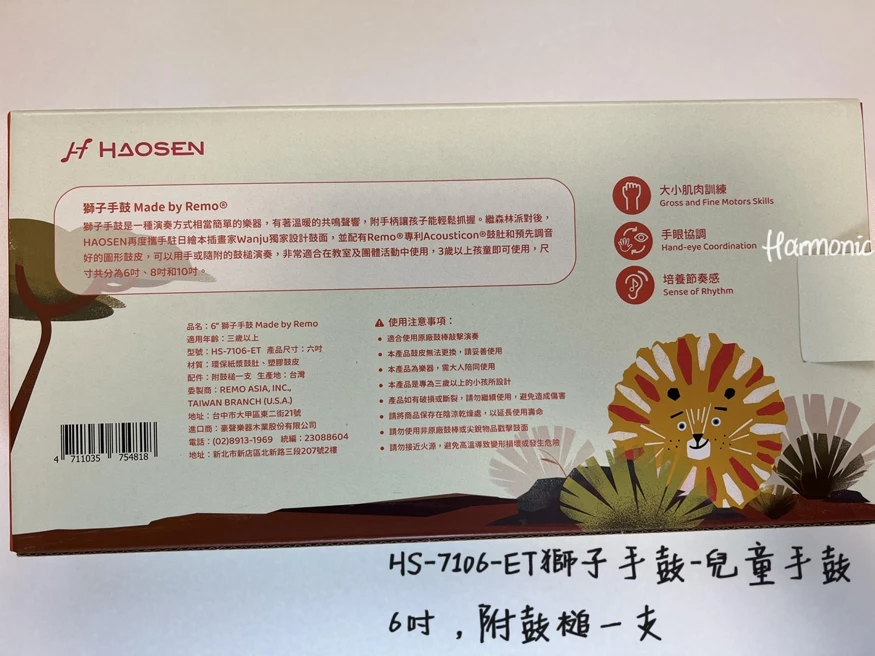 HAOSEN
獅子手鼓 Made by Remo®
獅子手鼓是一種演奏方式相當簡單的樂器，有著溫暖的共鳴聲響，附手柄讓孩子能輕鬆抓握。繼森林派對後，
HAOSEN再度攜手駐日繪本插畫家Wanju獨家設計鼓面，並配有Remo®專利Acousticon®鼓肚和預先調音
好的圓形鼓皮，可以用手或隨附的鼓槌演奏，非常適合在教室及團體活動中使用，3歲以上孩童即可使用，尺
寸共分為6吋、8吋和10吋。
大小肌肉訓練
Gross and Fine Motors Skills
手眼協調
Hand-eye Coordination
培養節奏感
Sense of Rhythm
Harmonic
品名：6" 獅子手鼓 Made by Remo
適用年齡：三歲以上
型號：HS-7106-ET 產品尺寸：六吋
材質：環保紙漿鼓肚、塑膠鼓皮
配件：附鼓槌一支 生產地：台灣
委製商：REMO ASIA, INC.,
TAIWAN BRANCH (U.S.A.)
地址：台中市大甲區東二街21號
進口商：豪聲樂器木業股份有限公司
電話：(02)8913-1969 統編：23088604
地址：新北市新店區北新路三段207號2樓
⚠ 使用注意事項：
• 適合使用原廠鼓棒敲擊演奏
• 本產品鼓皮無法更換，請妥善使用
• 本產品為樂器，需大人陪同使用
• 本產品是專為三歲以上的小孩所設計
• 產品如有破損或斷裂，請勿繼續使用，避免造成傷害
• 請將商品保存在陰涼乾燥處，以延長使用壽命
• 請勿使用非原廠鼓棒或尖銳物品戳擊鼓面
• 請勿接近火源，避免高溫導致變形損壞或發生危險
4 711035 754818
HS-7106-ET獅子手鼓-兒童手鼓
6吋，附鼓槌一支